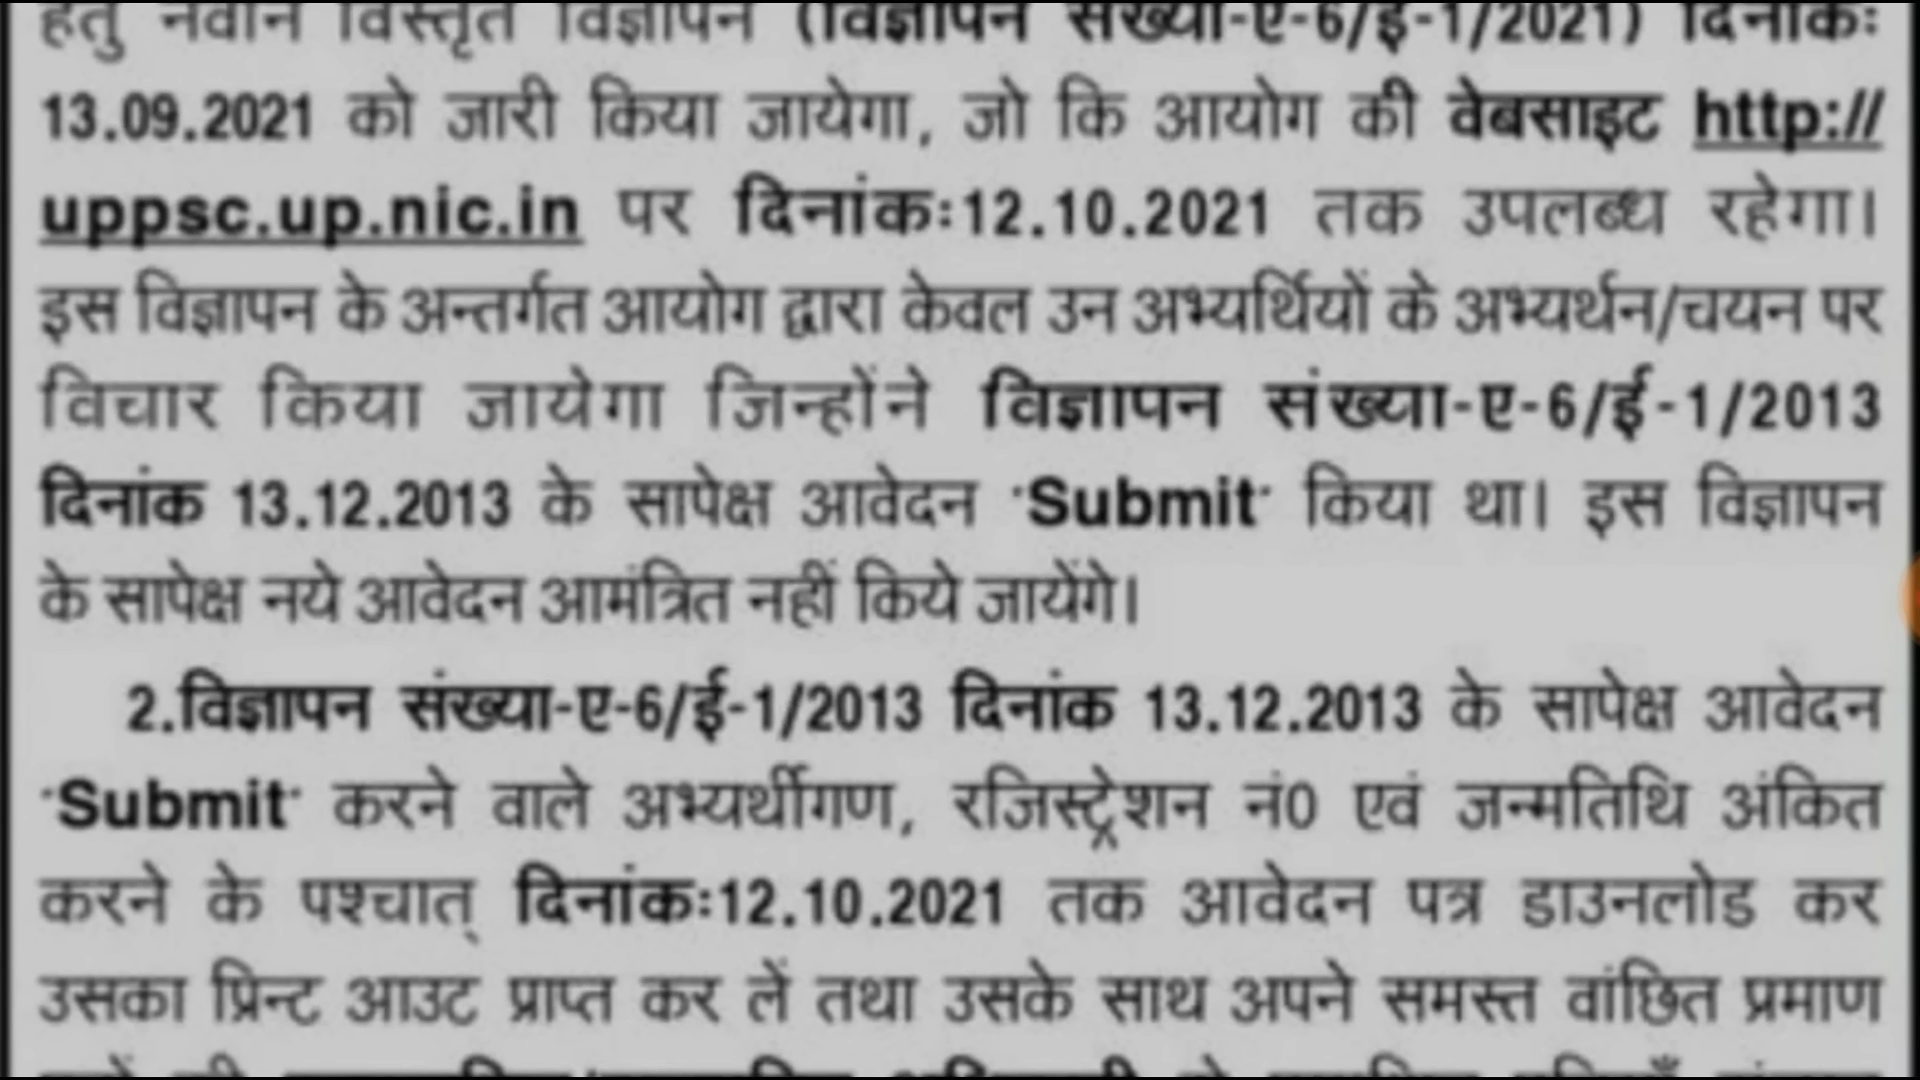 हेतु नवीन विस्तृत विज्ञापन (विज्ञापन संख्या-ए-6/ई-1/2021) दिनांकः
13.09.2021 को जारी किया जायेगा, जो कि आयोग की वेबसाइट http://
uppsc.up.nic.in पर दिनांकः12.10.2021 तक उपलब्ध रहेगा।
इस विज्ञापन के अन्तर्गत आयोग द्वारा केवल उन अभ्यर्थियों के अभ्यर्थन/चयन पर
विचार किया जायेगा जिन्होंने विज्ञापन संख्या-ए-6/ई-1/2013
दिनांक 13.12.2013 के सापेक्ष आवेदन 'Submit' किया था। इस विज्ञापन
के सापेक्ष नये आवेदन आमंत्रित नहीं किये जायेंगे।
2.विज्ञापन संख्या-ए-6/ई-1/2013 दिनांक 13.12.2013 के सापेक्ष आवेदन
'Submit' करने वाले अभ्यर्थीगण, रजिस्ट्रेशन नं0 एवं जन्मतिथि अंकित
करने के पश्चात् दिनांकः12.10.2021 तक आवेदन पत्र डाउनलोड कर
उसका प्रिन्ट आउट प्राप्त कर लें तथा उसके साथ अपने समस्त वांछित प्रमाण